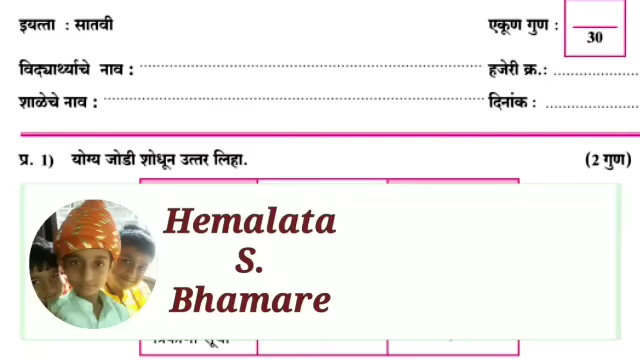 इयत्ता : सातवी
एकूण गुण :
30
विद्यार्थ्याचे नाव :
हजेरी क्र.:
शाळेचे नाव :
दिनांक :
प्र. 1) योग्य जोडी शोधून उत्तर लिहा. (2 गुण)
Hemalata
S.
Bhamare